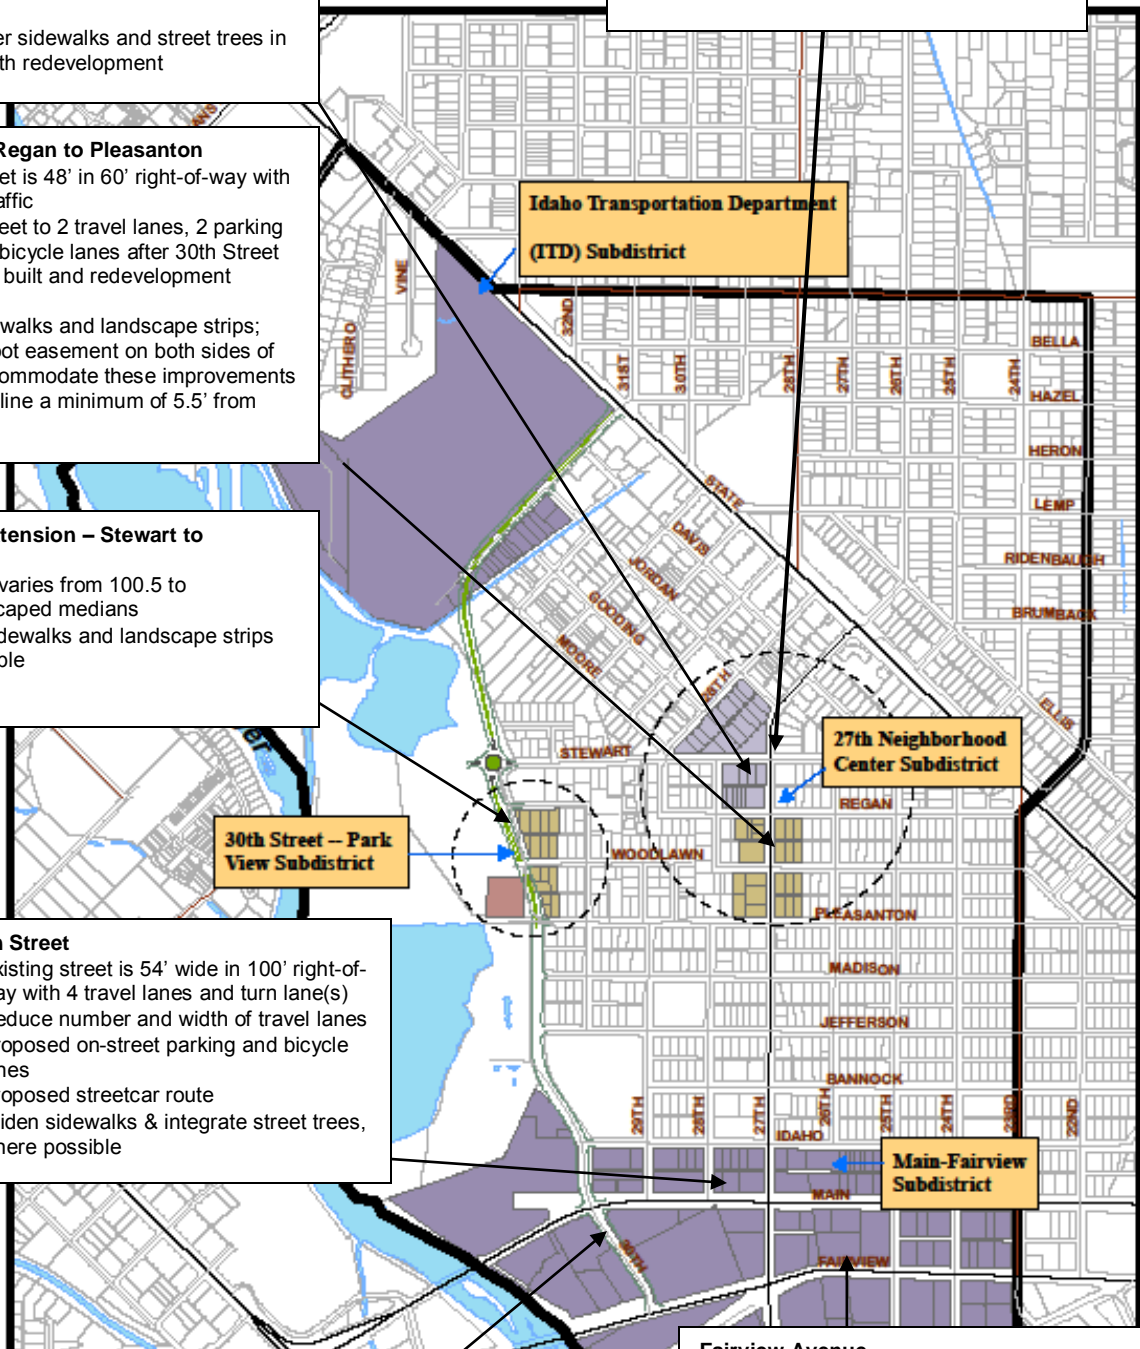 er sidewalks and street trees in
th redevelopment
Regan to Pleasanton
et is 48’ in 60’ right-of-way with
affic
eet to 2 travel lanes, 2 parking
bicycle lanes after 30th Street
built and redevelopment
walks and landscape strips;
oot easement on both sides of
ommodate these improvements
line a minimum of 5.5’ from
tension – Stewart to
varies from 100.5 to
caped medians
dewalks and landscape strips
ble
er
30th Street -- Park
View Subdistrict
n Street
xisting street is 54’ wide in 100’ right-of-
ay with 4 travel lanes and turn lane(s)
educe number and width of travel lanes
roposed on-street parking and bicycle
nes
roposed streetcar route
iden sidewalks & integrate street trees,
here possible
Idaho Transportation Department
(ITD) Subdistrict
VINE
32ND
31ST
30TH
28TH
27TH
26TH
25TH
24TH
BELLA
HAZEL
HERON
LEMP
RIDENBAUGH
BRUMBACK
ELLIS
STATE
DAVIS
JORDAN
GOODING
MOORE
28TH
STEWART
27th Neighborhood
Center Subdistrict
REGAN
WOODLAWN
PLEASANTON
MADISON
JEFFERSON
BANNOCK
29TH
28TH
27TH
26TH
25TH
24TH
23RD
22ND
IDAHO
Main-Fairview
Subdistrict
MAIN
30TH
FAIRVIEW
Fairview Avenue